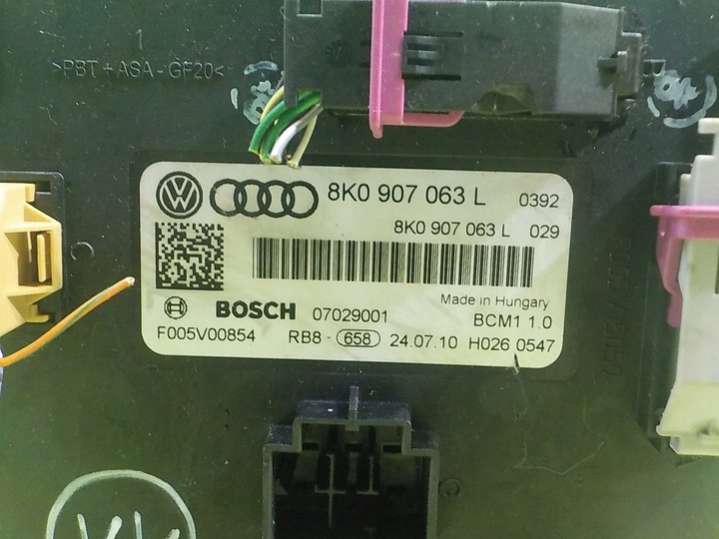 1
>PBT+ASA-GF20<
8K0 907 063 L 0392
8K0 907 063 L 029
BOSCH 07029001
Made in Hungary
BCM1 1.0
F005V00854 RB8- 658 24.07.10 H026 0547